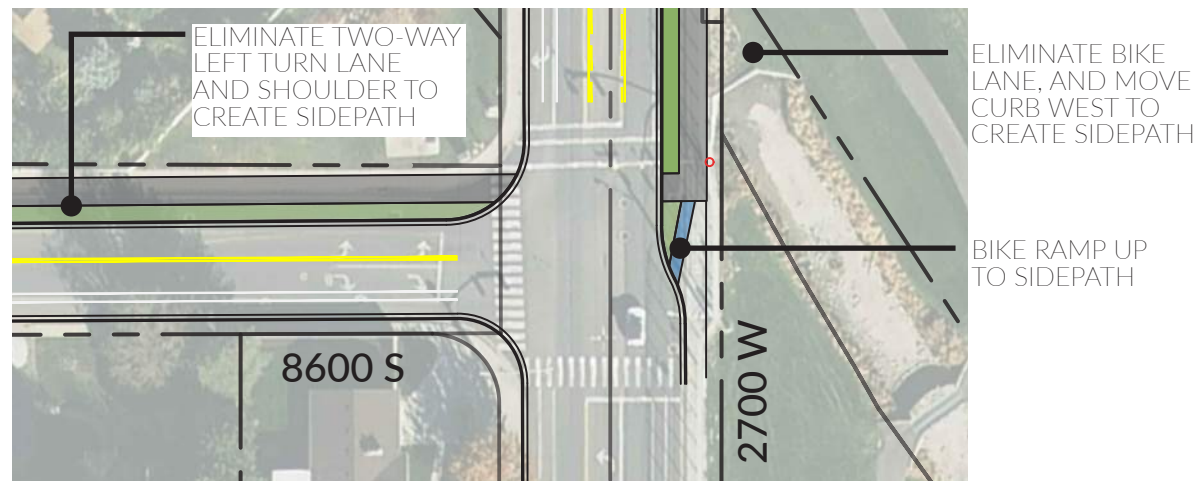 ELIMINATE TWO-WAY
LEFT TURN LANE
AND SHOULDER TO
CREATE SIDEPATH
ELIMINATE BIKE
LANE, AND MOVE
CURB WEST TO
CREATE SIDEPATH
BIKE RAMP UP
TO SIDEPATH
8600 S
2700 W